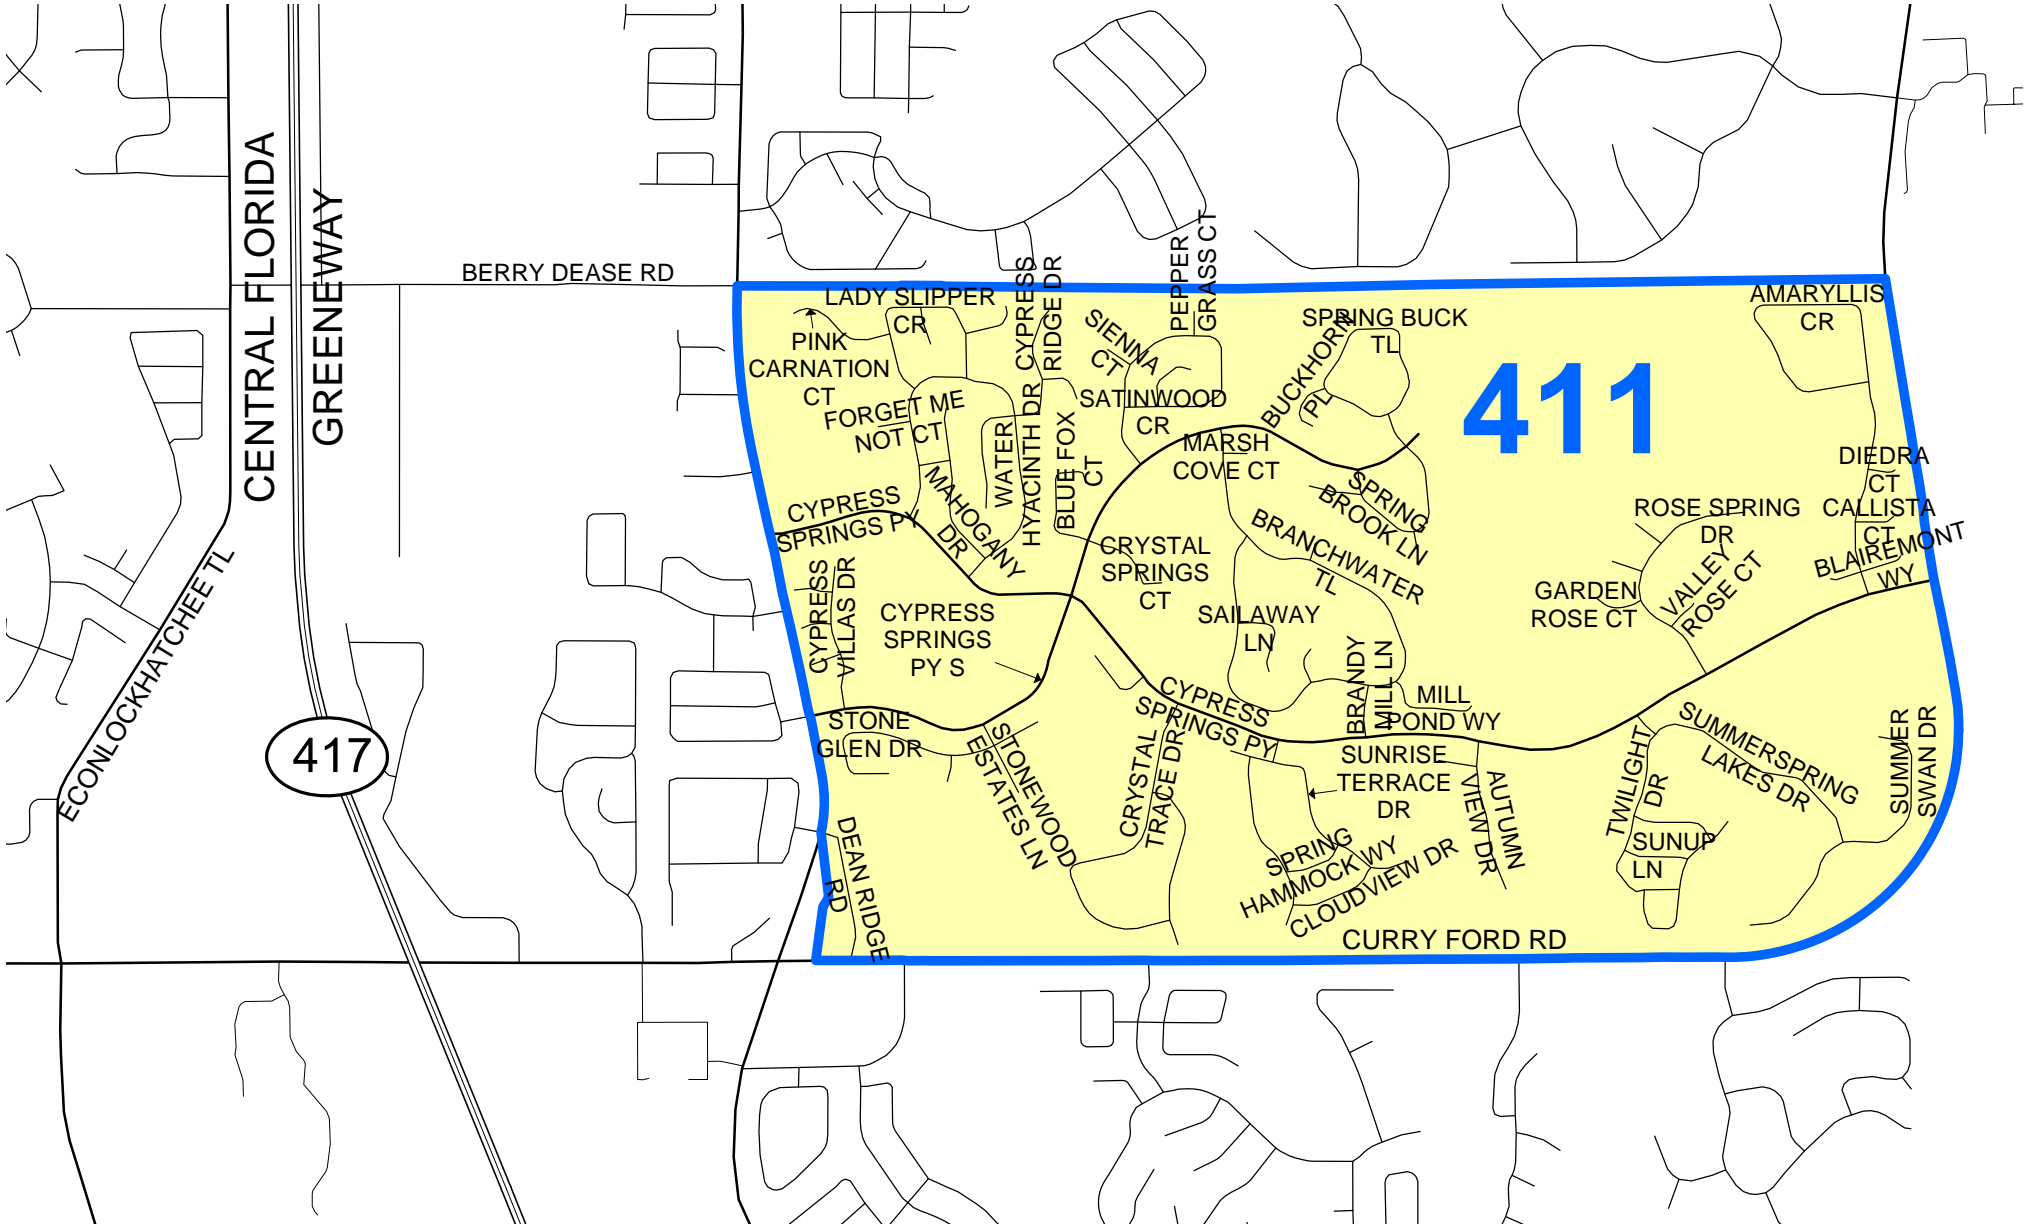 CENTRAL FLORIDA
GREENEWAY
BERRY DEASE RD
ECONLOCKHATCHEE TL
417
411
LADY SLIPPER
CR
PINK
CARNATION
CT
CYPRESS
RIDGE DR
PEPPER
GRASS CT
SIENNA
CT
SPRING BUCK
TL
BUCKHORN
PL
AMARYLLIS
CR
FORGET ME
NOT CT
SATINWOOD
CR
WATER
HYACINTH DR
BLUE FOX
CT
MARSH
COVE CT
DIEDRA
CT
MAHOGANY
DR
CYPRESS
SPRINGS PY
SPRING
BROOK LN
ROSE SPRING
DR
CALLISTA
CT
BRANCHWATER
TL
CRYSTAL
SPRINGS
CT
BLAIREMONT
WY
VALLEY
ROSE CT
GARDEN
ROSE CT
CYPRESS
VILLAS DR
CYPRESS
SPRINGS
PY S
SAILAWAY
LN
BRANDY
MILL LN
MILL
POND WY
CYPRESS
SPRINGS PY
STONE
GLEN DR
STONEWOOD
ESTATES LN
CRYSTAL
TRACE DR
SUNRISE
TERRACE
DR
AUTUMN
VIEW DR
TWILIGHT
DR
SUMMERSPRING
LAKES DR
SUMMER
SWAN DR
SUNUP
LN
SPRING
HAMMOCK WY
CLOUDVIEW DR
DEAN RIDGE
RD
CURRY FORD RD